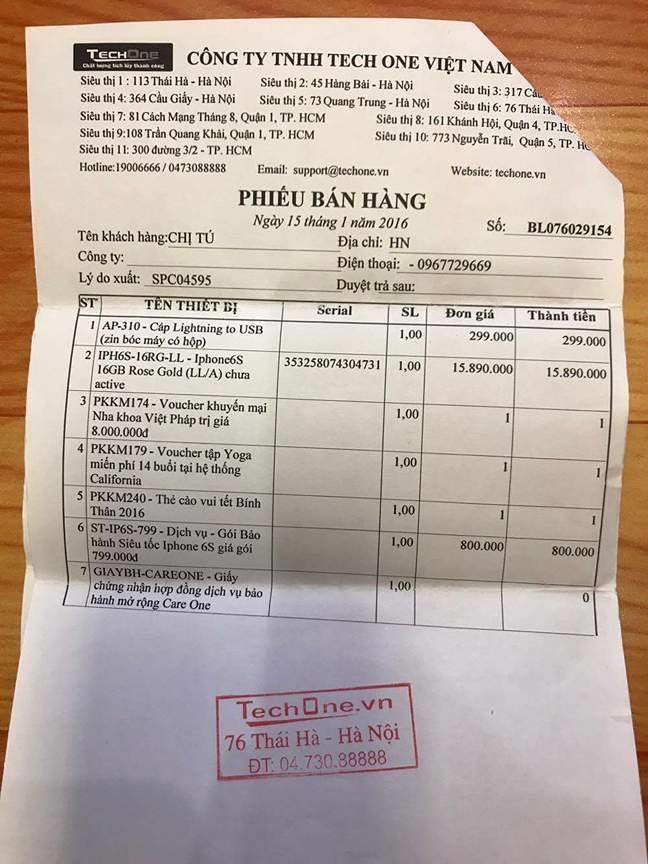 TECHONE
Chất lượng tích lũy thành công
CÔNG TY TNHH TECH ONE VIỆT NAM
Siêu thị 1 : 113 Thái Hà - Hà Nội Siêu thị 2: 45 Hàng Bài - Hà Nội Siêu thị 3: 317
Siêu thị 4: 364 Cầu Giấy - Hà Nội Siêu thị 5: 73 Quang Trung - Hà Nội Siêu thị 6: 76 Thái
Siêu thị 7: 81 Cách Mạng Tháng 8, Quận 1, TP. HCM Siêu thị 8: 161 Khánh Hội, Quận 4, TP.HC
Siêu thị 9:108 Trần Quang Khải, Quận 1, TP. HCM Siêu thị 10: 773 Nguyễn Trãi, Quận 5, TP. H
Siêu thị 11: 300 đường 3/2 - TP. HCM
Hotline:19006666 / 0473088888 Email: support@techone.vn Website: techone.vn
PHIẾU BÁN HÀNG
Ngày 15 tháng 1 năm 2016 Số: BL076029154
Tên khách hàng:CHỊ TÚ Địa chỉ: HN
Công ty: Điện thoại: - 0967729669
Lý do xuất: SPC04595 Duyệt trả sau:
ST TÊN THIẾT BỊ Serial SL Đơn giá Thành tiền
1 AP-310 - Cáp Lightning to USB 1,00 299.000 299.000
(zin bóc máy có hộp)
2 IPH6S-16RG-LL - Iphone6S 353258074304731 1,00 15.890.000 15.890.000
16GB Rose Gold (LL/A) chưa
active
3 PKKM174 - Voucher khuyến mại 1,00 1 1
Nha khoa Việt Pháp trị giá
8.000.000đ
4 PKKM179 - Voucher tập Yoga 1,00 1 1
miễn phí 14 buổi tại hệ thống
California
5 PKKM240 - Thẻ cào vui tết Bính 1,00 1 1
Thân 2016
6 ST-IP6S-799 - Dịch vụ - Gói Bảo 1,00 800.000 800.000
hành Siêu tốc Iphone 6S giá gói
799.000đ
7 GIAYBH-CAREONE - Giấy 1,00 0
chứng nhận hợp đồng dịch vụ bảo
hành mở rộng Care One
TechOne.vn
76 Thái Hà - Hà Nội
ĐT: 04.730.88888